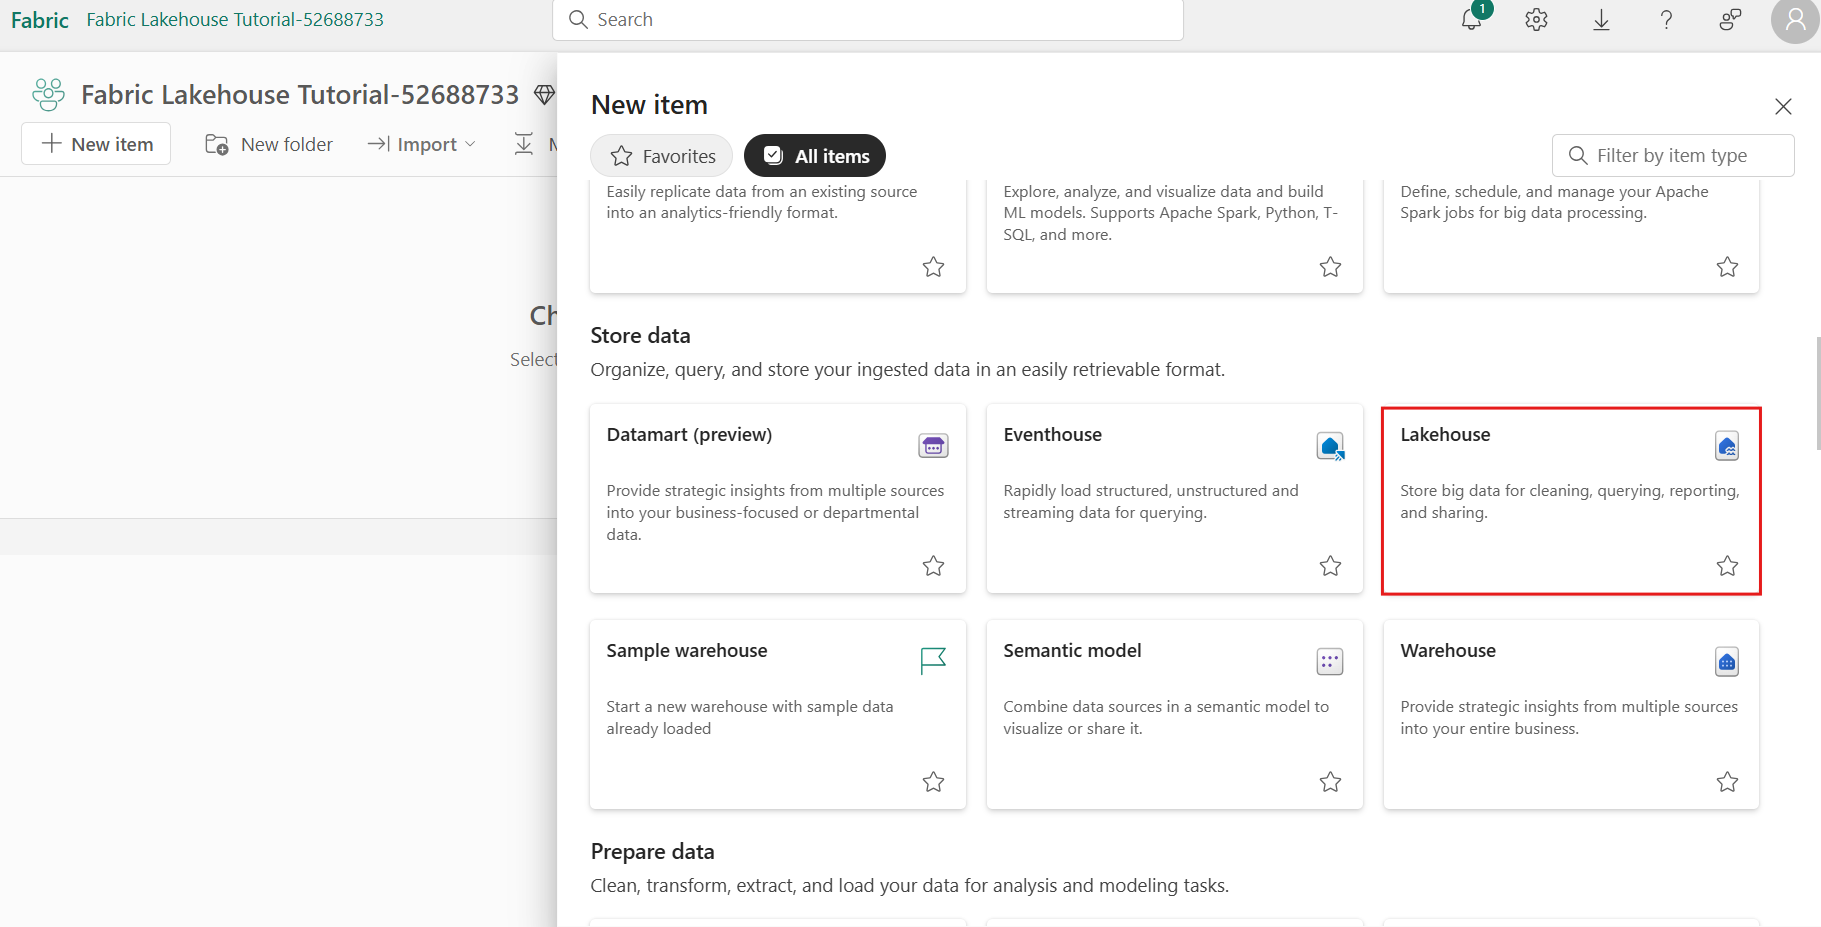 Fabric Fabric Lakehouse Tutorial-52688733
Search
1
Fabric Lakehouse Tutorial-52688733
New item New folder Import
New item
Favorites All items
Filter by item type
Easily replicate data from an existing source
into an analytics-friendly format.
Explore, analyze, and visualize data and build
ML models. Supports Apache Spark, Python, T-
SQL, and more.
Define, schedule, and manage your Apache
Spark jobs for big data processing.
Ch
Select
Store data
Organize, query, and store your ingested data in an easily retrievable format.
Datamart (preview)
Provide strategic insights from multiple sources
into your business-focused or departmental
data.
Eventhouse
Rapidly load structured, unstructured and
streaming data for querying.
Lakehouse
Store big data for cleaning, querying, reporting,
and sharing.
Sample warehouse
Start a new warehouse with sample data
already loaded
Semantic model
Combine data sources in a semantic model to
visualize or share it.
Warehouse
Provide strategic insights from multiple sources
into your entire business.
Prepare data
Clean, transform, extract, and load your data for analysis and modeling tasks.